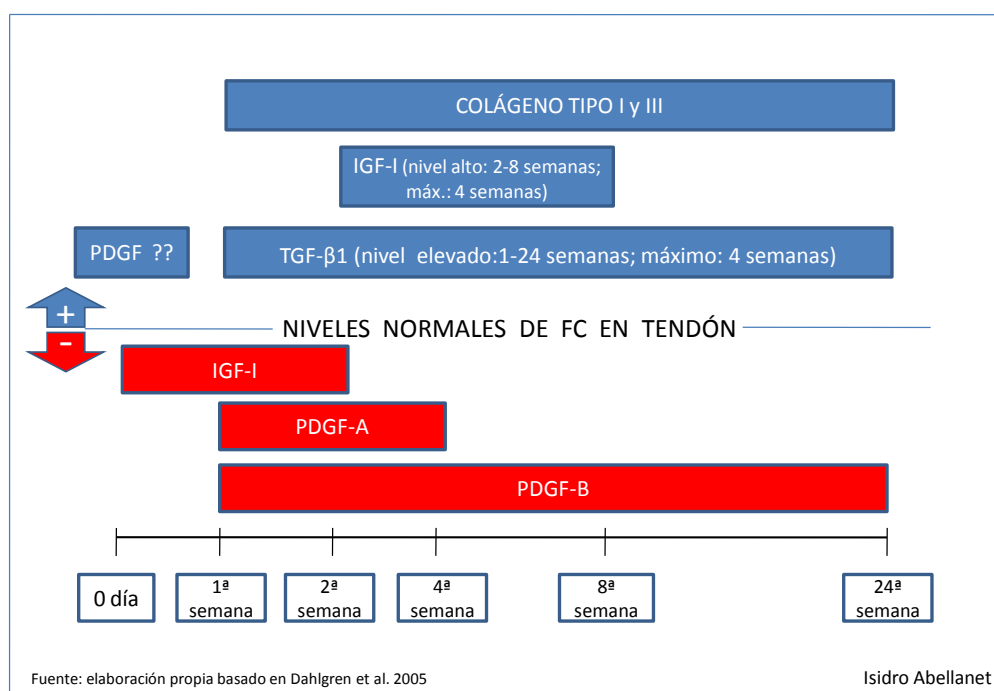 COLÁGENO TIPO I y III
IGF-I (nivel alto: 2-8 semanas;
máx.: 4 semanas)
PDGF ??
TGF-β1 (nivel elevado:1-24 semanas; máximo: 4 semanas)
+
NIVELES NORMALES DE FC EN TENDÓN
-
IGF-I
PDGF-A
PDGF-B
0 día
1ª
semana
2ª
semana
4ª
semana
8ª
semana
24ª
semana
Fuente: elaboración propia basado en Dahlgren et al. 2005
Isidro Abellanet